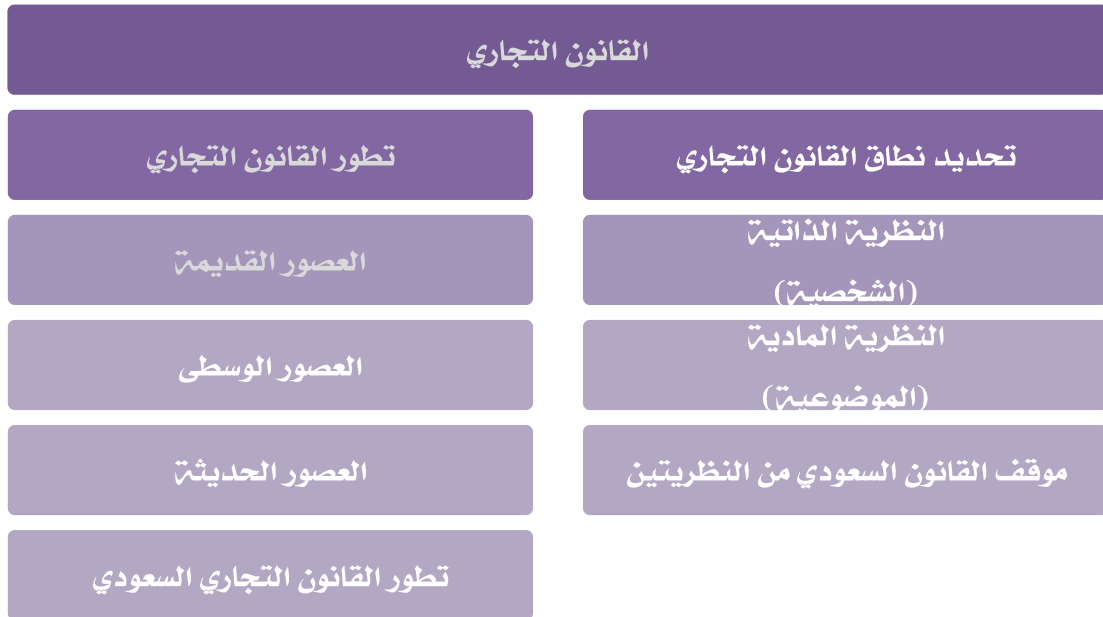 القانون التجاري
تحديد نطاق القانون التجاري
النظرية الذاتية
(الشخصية)
النظرية المادية
(الموضوعية)
موقف القانون السعودي من النظريتين
تطور القانون التجاري
العصور القديمة
العصور الوسطى
العصور الحديثة
تطور القانون التجاري السعودي